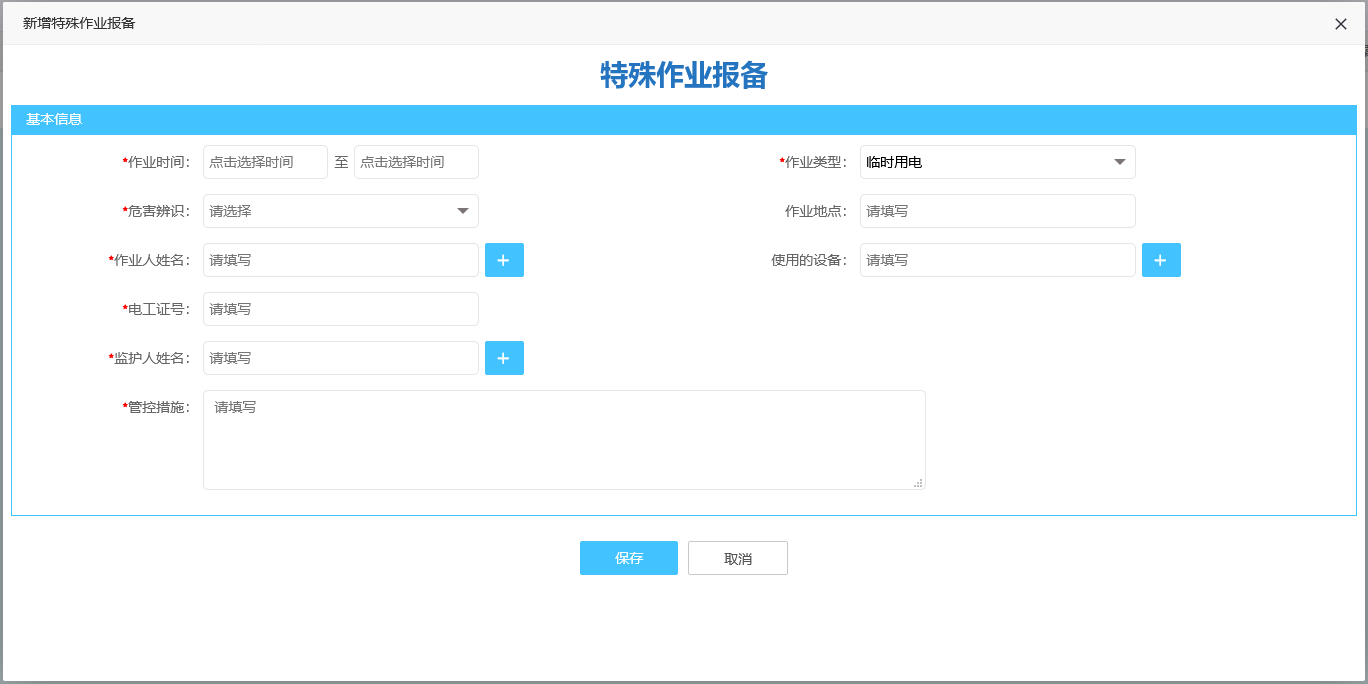 新增特殊作业报备
特殊作业报备
基本信息
*作业时间： 点击选择时间 至 点击选择时间 *作业类型： 临时用电
*危害辨识： 请选择 作业地点： 请填写
*作业人姓名： 请填写 + 使用的设备： 请填写 +
*电工证号： 请填写
*监护人姓名： 请填写 +
*管控措施： 请填写
保存 取消